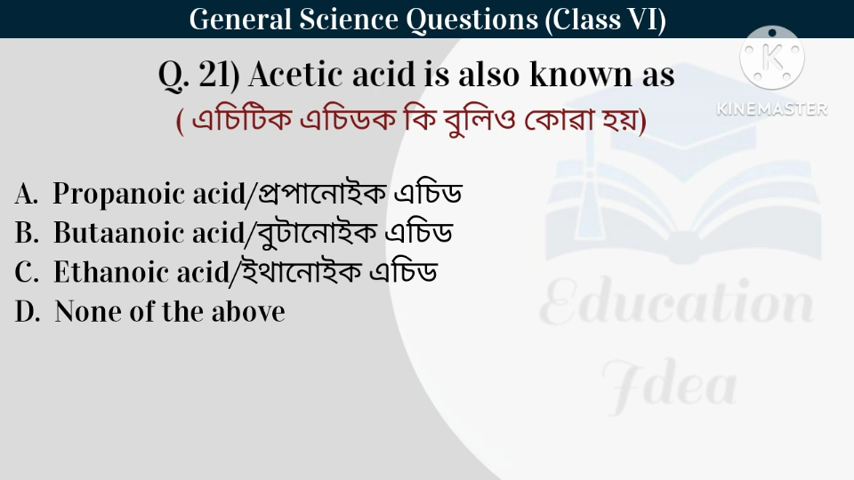 General Science Questions (Class VI)
KINEMASTER
Q. 21) Acetic acid is also known as
( এচিটিক এচিডক কি বুলিও কোৱা হয়)
A. Propanoic acid/প্রপানোইক এচিড
B. Butaanoic acid/বুটানোইক এচিড
C. Ethanoic acid/ইথানোইক এচিড
D. None of the above
Education
Idea